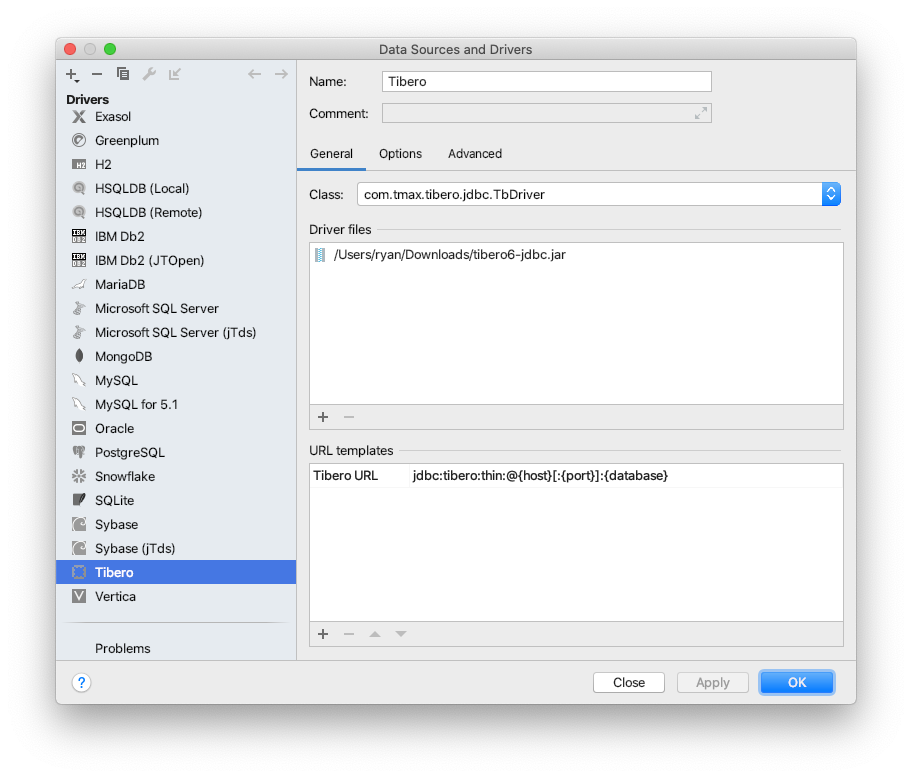 Data Sources and Drivers
Drivers
Exasol
Greenplum
H2
HSQLDB (Local)
HSQLDB (Remote)
IBM Db2
IBM Db2 (JTOpen)
MariaDB
Microsoft SQL Server
Microsoft SQL Server (jTds)
MongoDB
MySQL
MySQL for 5.1
Oracle
PostgreSQL
Snowflake
SQLite
Sybase
Sybase (jTds)
Tibero
Vertica
Problems
Name: Tibero
Comment:
General Options Advanced
Class: com.tmax.tibero.jdbc.TbDriver
Driver files
/Users/ryan/Downloads/tibero6-jdbc.jar
URL templates
Tibero URL jdbc:tibero:thin:@{host}[:{port}]:{database}
? Close Apply OK